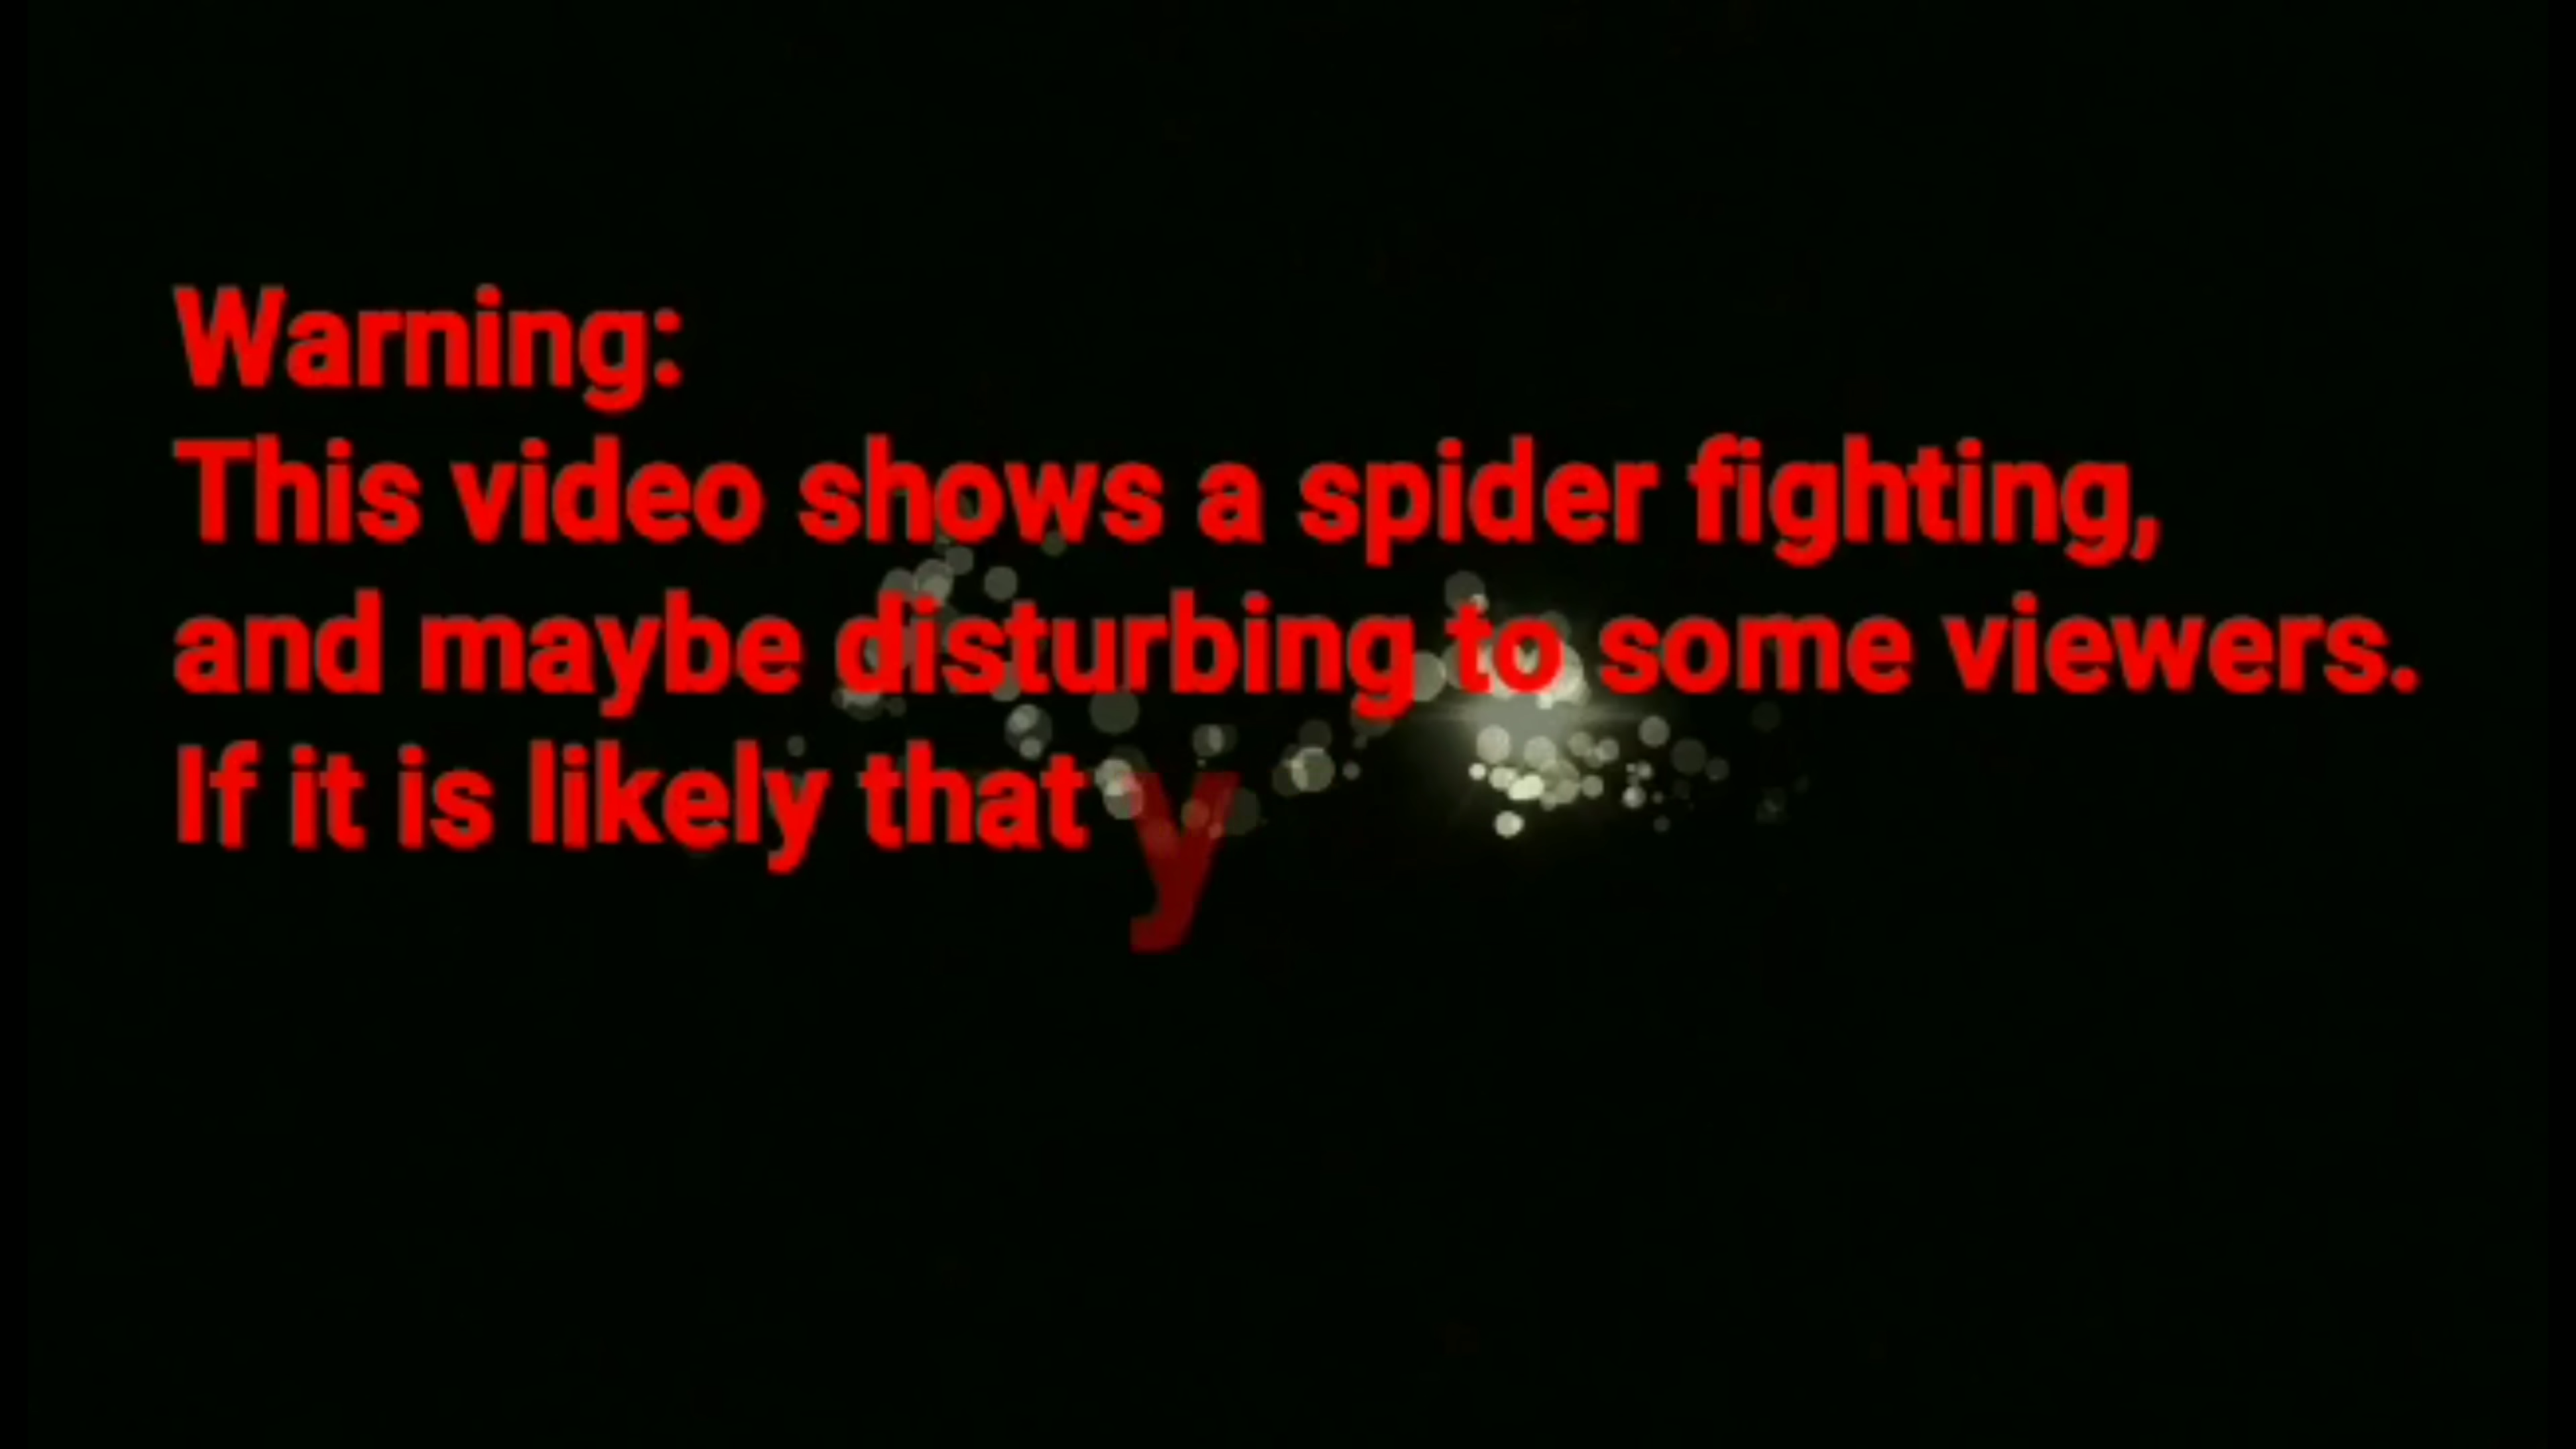 Warning:
This video shows a spider fighting,
and maybe disturbing to some viewers.
If it is likely that y